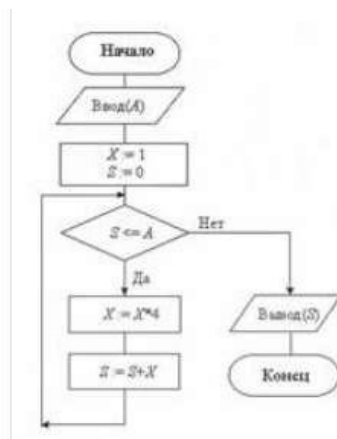 Начало
Ввод(A)
X := 1
S := 0
S <= A
Нет
Да
X := X*4
Вывод(S)
S := S+X
Конец